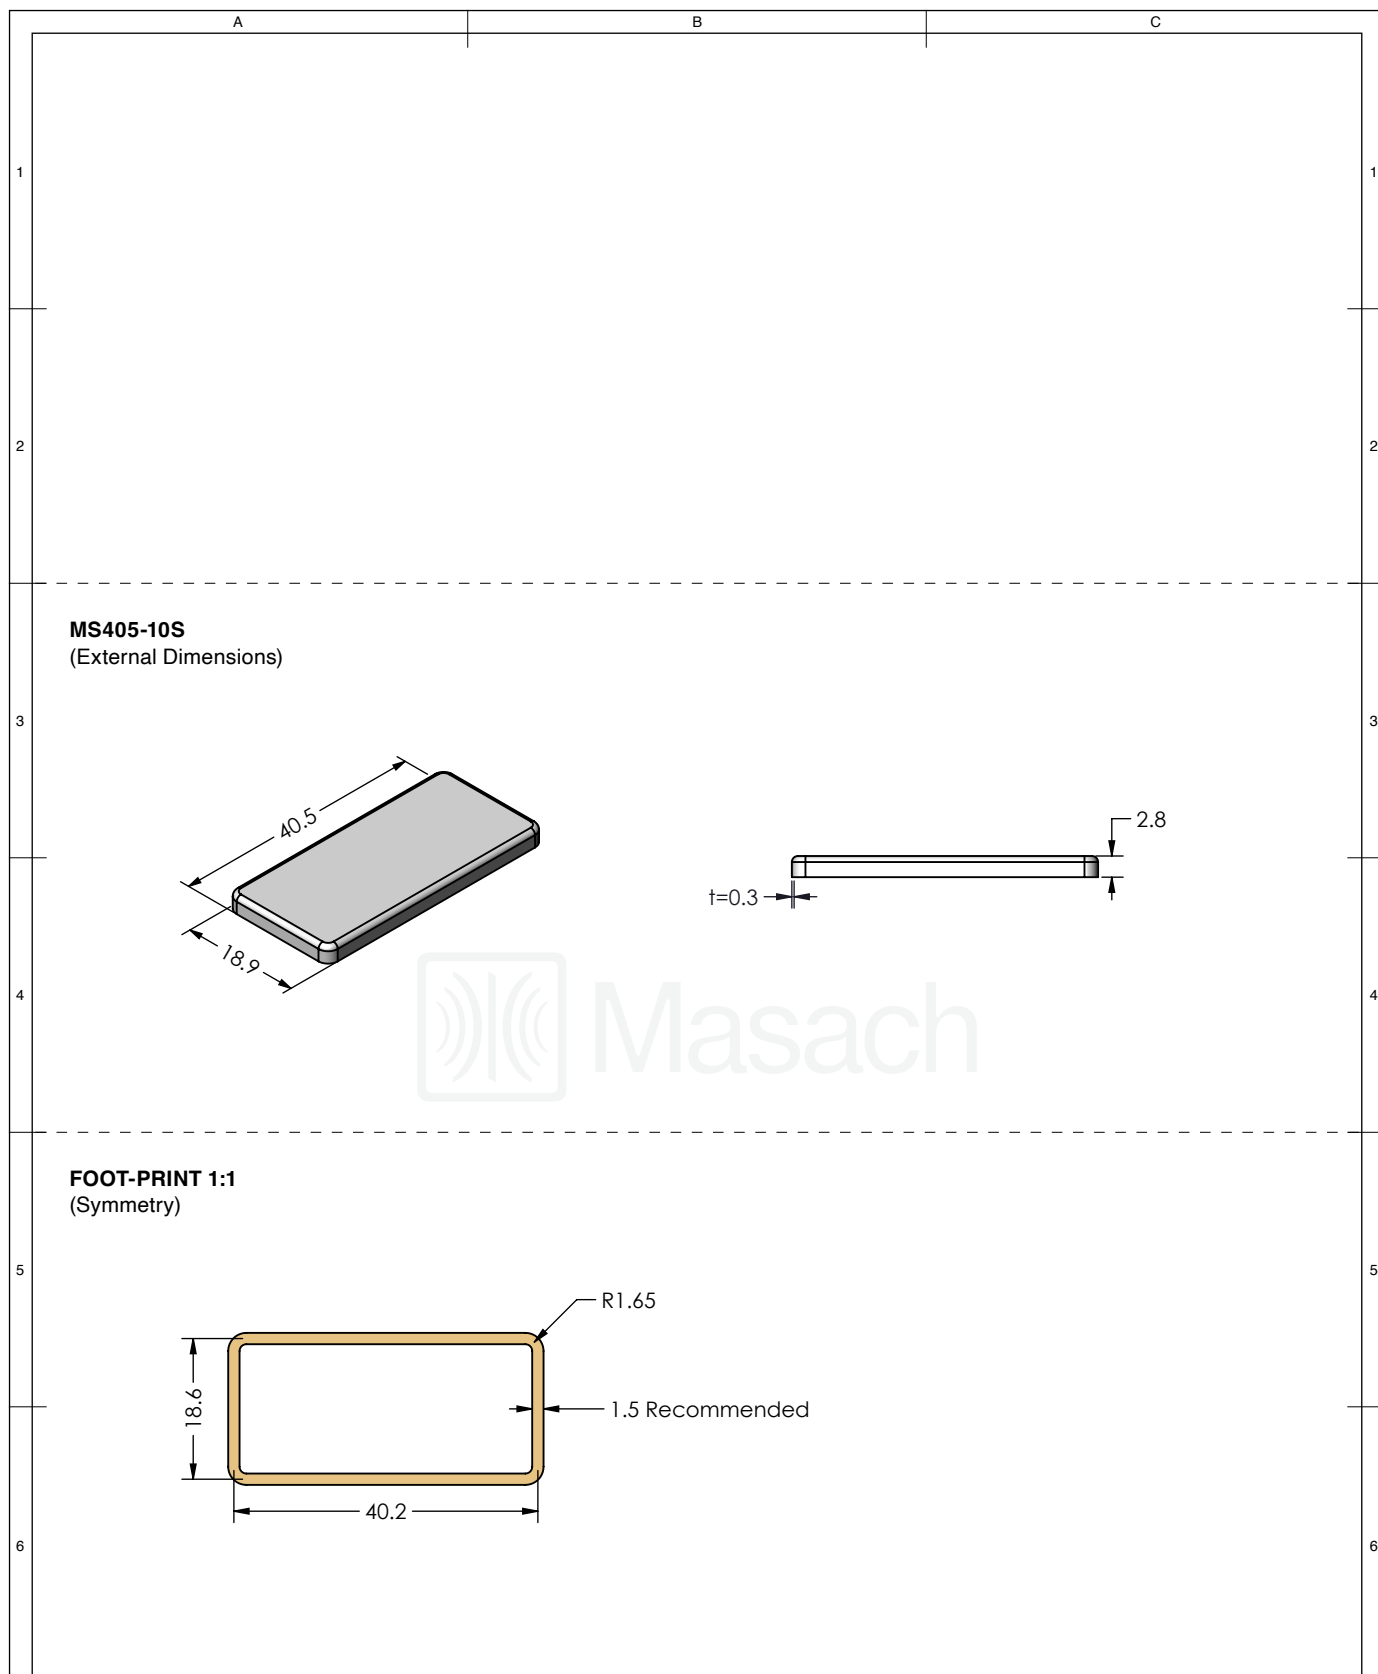 A B C
1 1
2 2
MS405-10S
(External Dimensions)
3 3
40.5
2.8
t=0.3
18.9
4 4
Masach
FOOT-PRINT 1:1
(Symmetry)
5 5
R1.65
18.6
1.5 Recommended
40.2
6 6